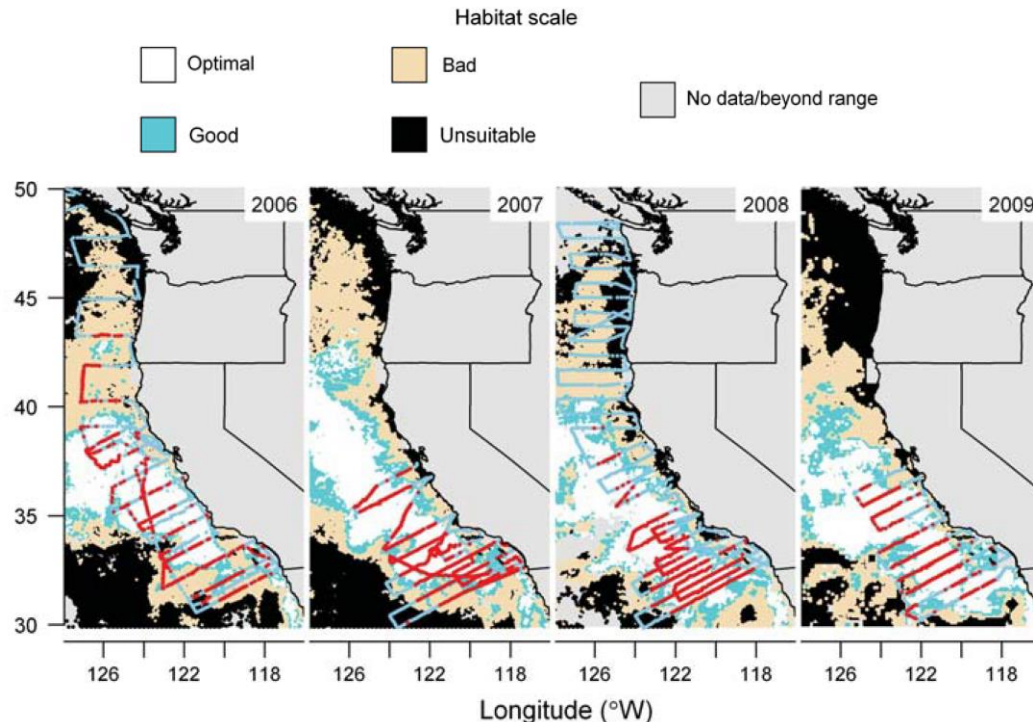 Habitat scale
Optimal
Bad
No data/beyond range
Good
Unsuitable
50
2006
2007
2008
2009
45
40
35
30
126 122 118 126 122 118 126 122 118 126 122 118
Longitude (°W)